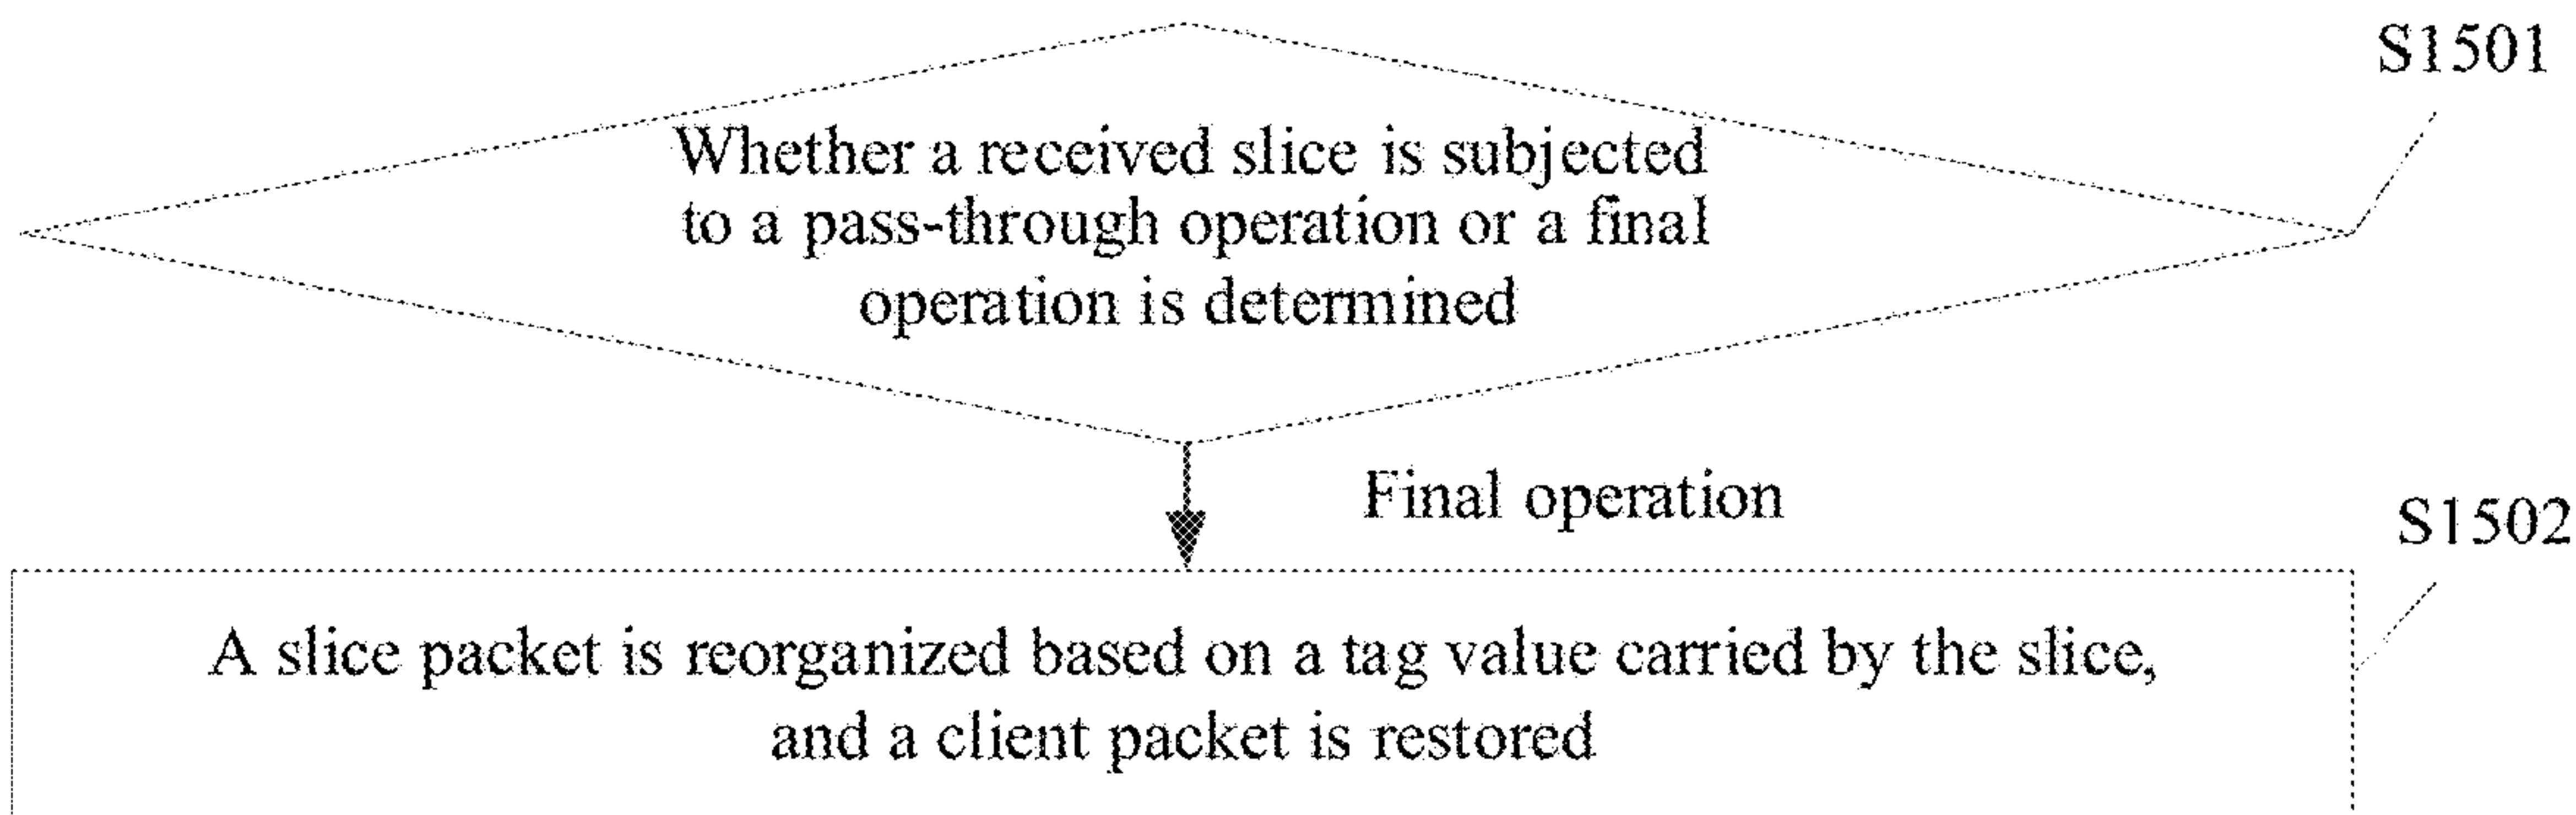 S1501
Whether a received slice is subjected
to a pass-through operation or a final
operation is determined
Final operation
S1502
A slice packet is reorganized based on a tag value carried by the slice,
and a client packet is restored